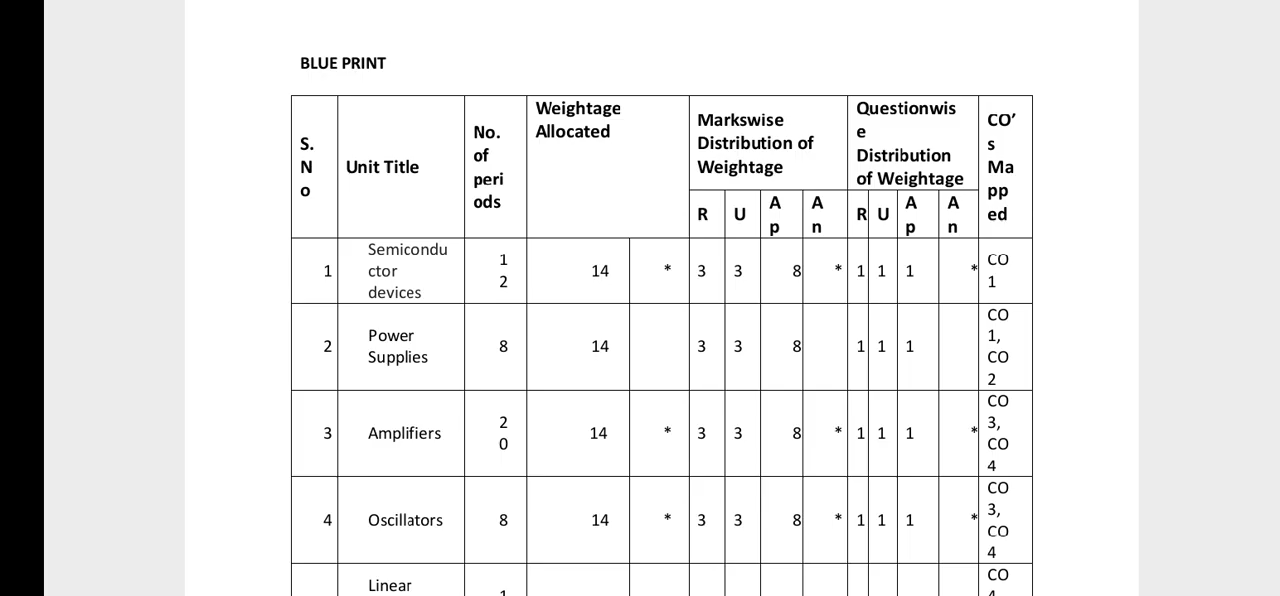 BLUE PRINT
S.
N
o
Unit Title
No.
of
peri
ods
Weightage
Allocated
Markswise
Distribution of
Weightage
Questionwis
e
Distribution
of Weightage
CO’
s
Ma
pp
ed
R
U
A
p
A
n
R
U
A
p
A
n
1
Semicondu
ctor
devices
1
2
14
*
3
3
8
*
1
1
1
*
CO
1
2
Power
Supplies
8
14
3
3
8
1
1
1
CO
1,
CO
2
3
Amplifiers
2
0
14
*
3
3
8
*
1
1
1
*
CO
3,
CO
4
4
Oscillators
8
14
*
3
3
8
*
1
1
1
*
CO
3,
CO
4
Linear
1
CO
4